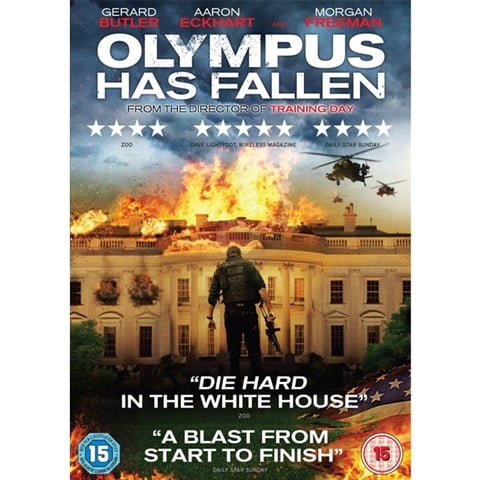 GERARD AARON MORGAN
BUTLER ECKHART AND FREEMAN
OLYMPUS
HAS FALLEN
FROM THE DIRECTOR OF TRAINING DAY
ZOO DAVE LIGHTFOOT, WIRELESS MAGAZINE DAILY STAR SUNDAY
“DIE HARD
IN THE WHITE HOUSE”
ZOO
“A BLAST FROM
START TO FINISH”
DAILY STAR SUNDAY
15 15